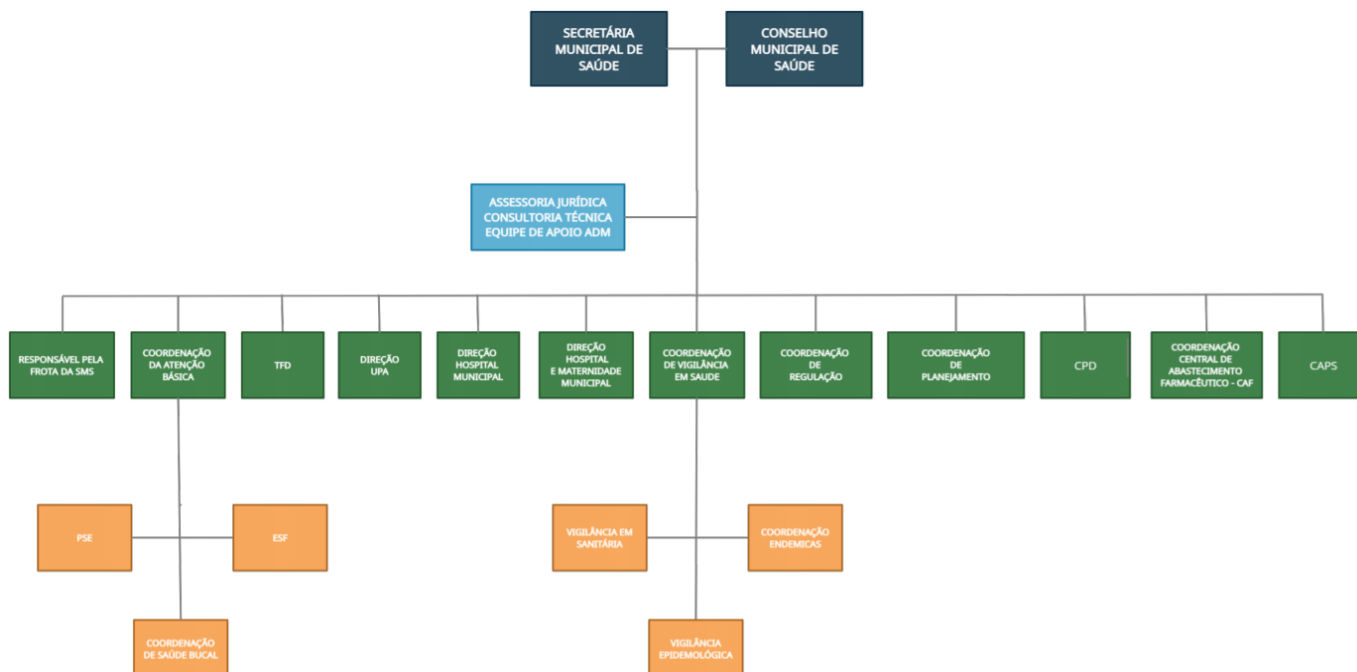 SECRETÁRIA
MUNICIPAL DE
SAÚDE
CONSELHO
MUNICIPAL DE
SAÚDE
ASSESSORIA JURÍDICA
CONSULTORIA TÉCNICA
EQUIPE DE APOIO ADM
RESPONSÁVEL PELA
FROTA DA SMS
COORDENAÇÃO
DA ATENÇÃO
BÁSICA
TFD
DIREÇÃO
UPA
DIREÇÃO
HOSPITAL
MUNICIPAL
DIREÇÃO
HOSPITAL
E MATERNIDADE
MUNICIPAL
COORDENAÇÃO
DE VIGILÂNCIA
EM SAUDE
COORDENAÇÃO
DE
REGULAÇÃO
COORDENAÇÃO
DE
PLANEJAMENTO
CPD
COORDENAÇÃO
CENTRAL DE
ABASTECIMENTO
FARMACÊUTICO - CAF
CAPS
PSE
ESF
VIGILÂNCIA EM
SANITÁRIA
COORDENAÇÃO
ENDEMICAS
COORDENAÇÃO
DE SAÚDE BUCAL
VIGILÂNCIA
EPIDEMOLÓGICA